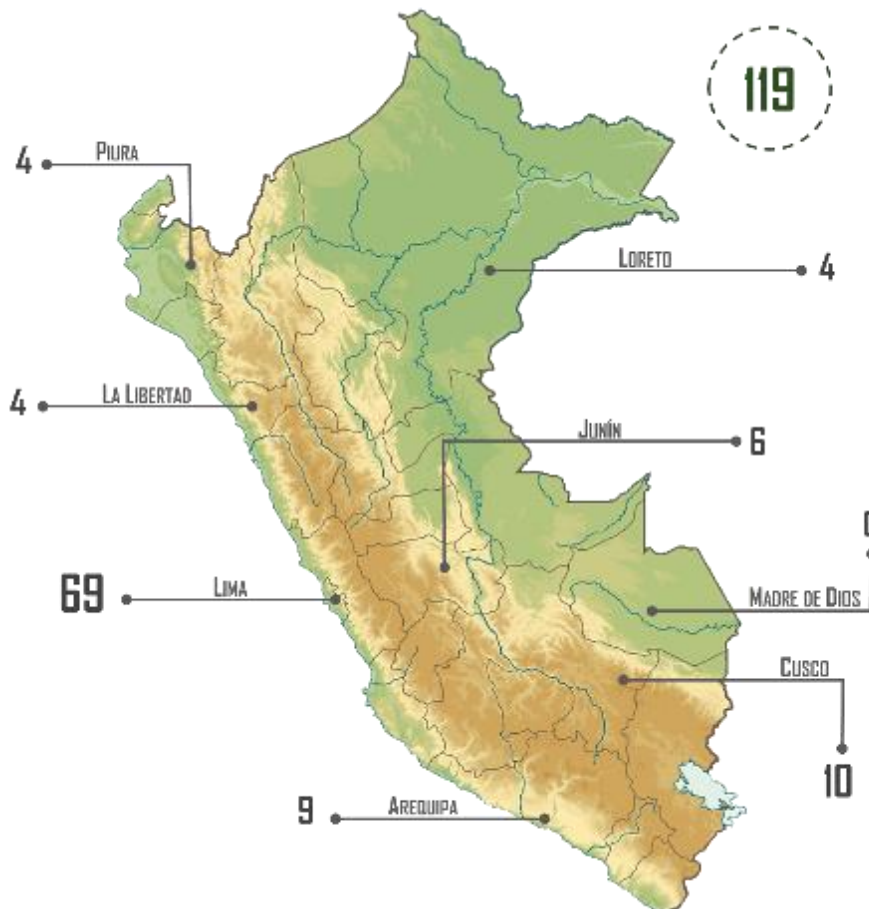 119
4 PIURA
LORETO 4
4 LA LIBERTAD
JUNÍN 6
69 LIMA
MADRE DE DIOS
CUSCO
10
9 AREQUIPA